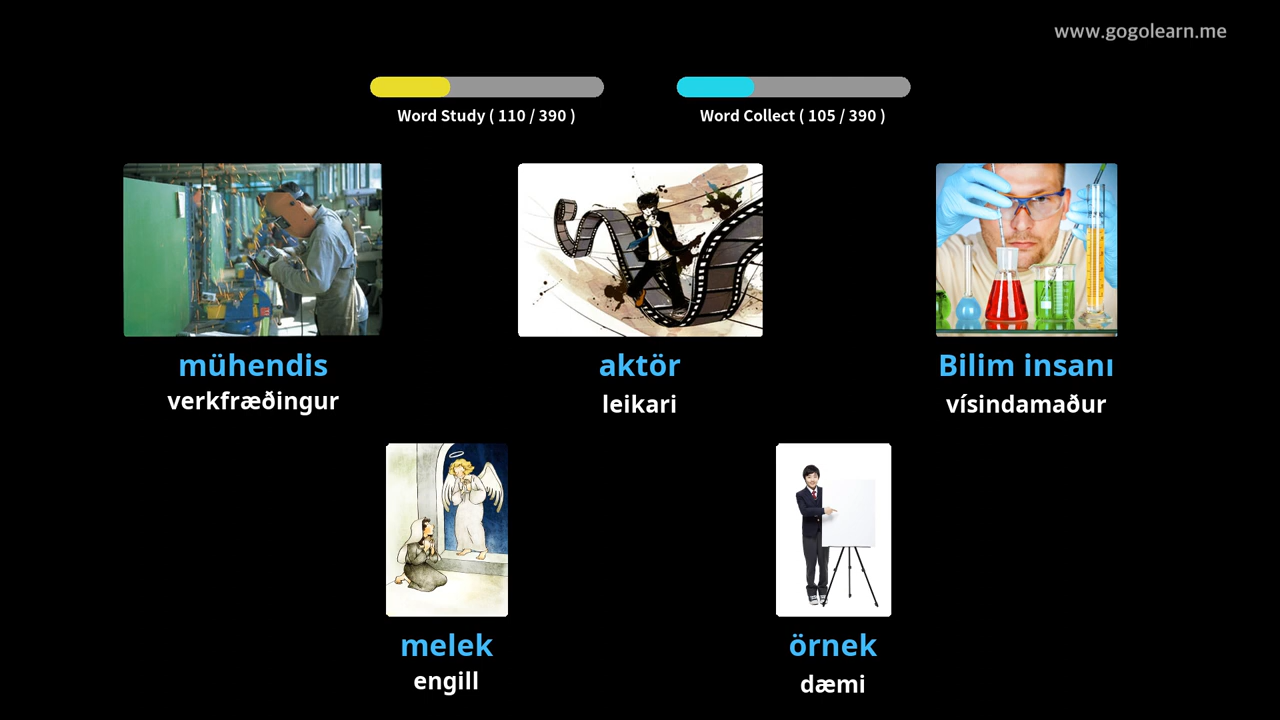 www.gogolearn.me
Word Study ( 110 / 390 )
Word Collect ( 105 / 390 )
mühendis
verkfræðingur
aktör
leikari
Bilim insanı
vísindamaður
melek
engill
örnek
dæmi